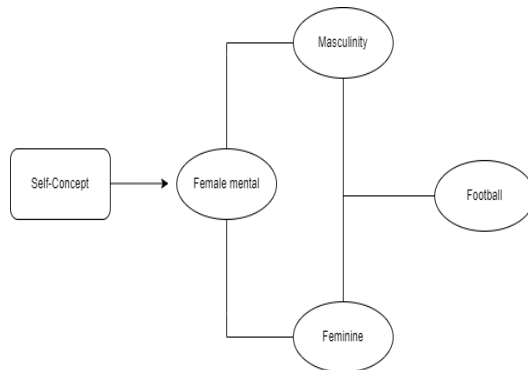 Masculinity
Self-Concept
Female mental
Football
Feminine